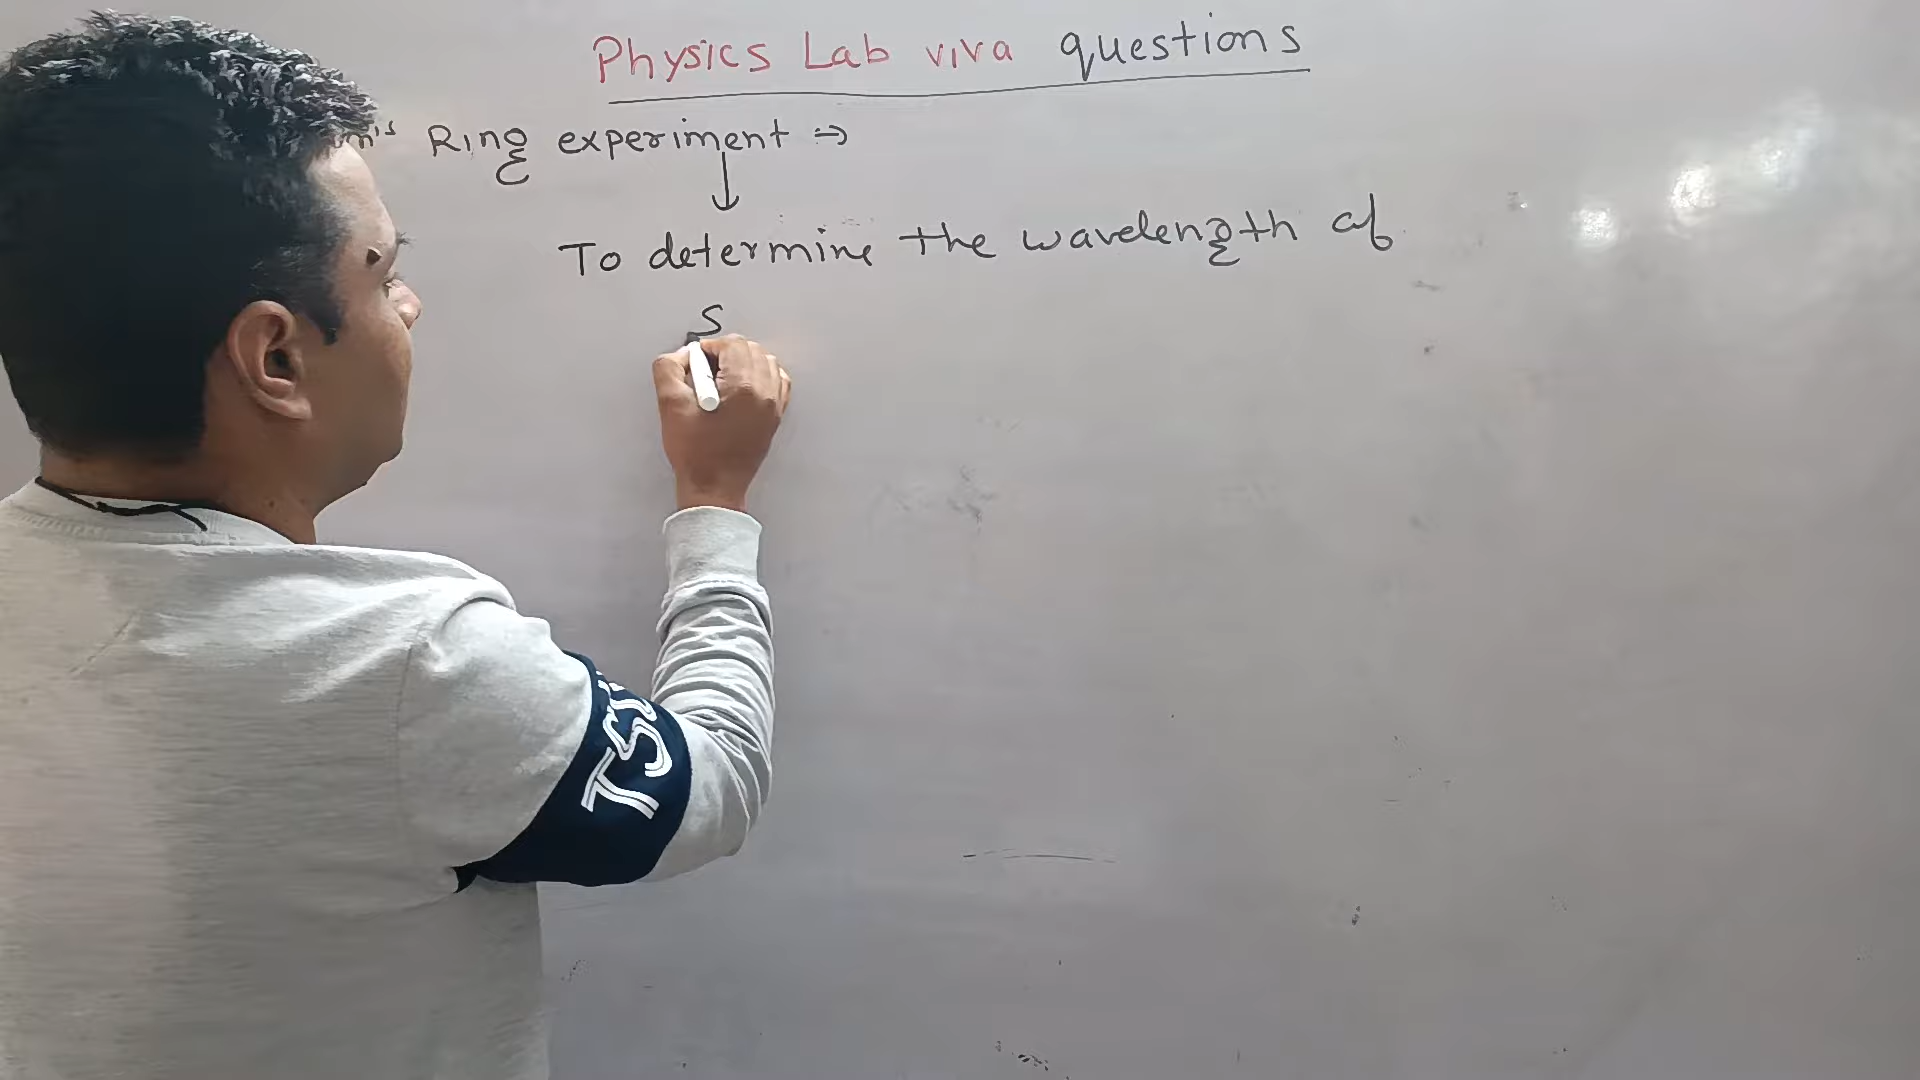 Physics Lab viva questions
Ring experiment ⇒
↓
To determine the wavelength of
S